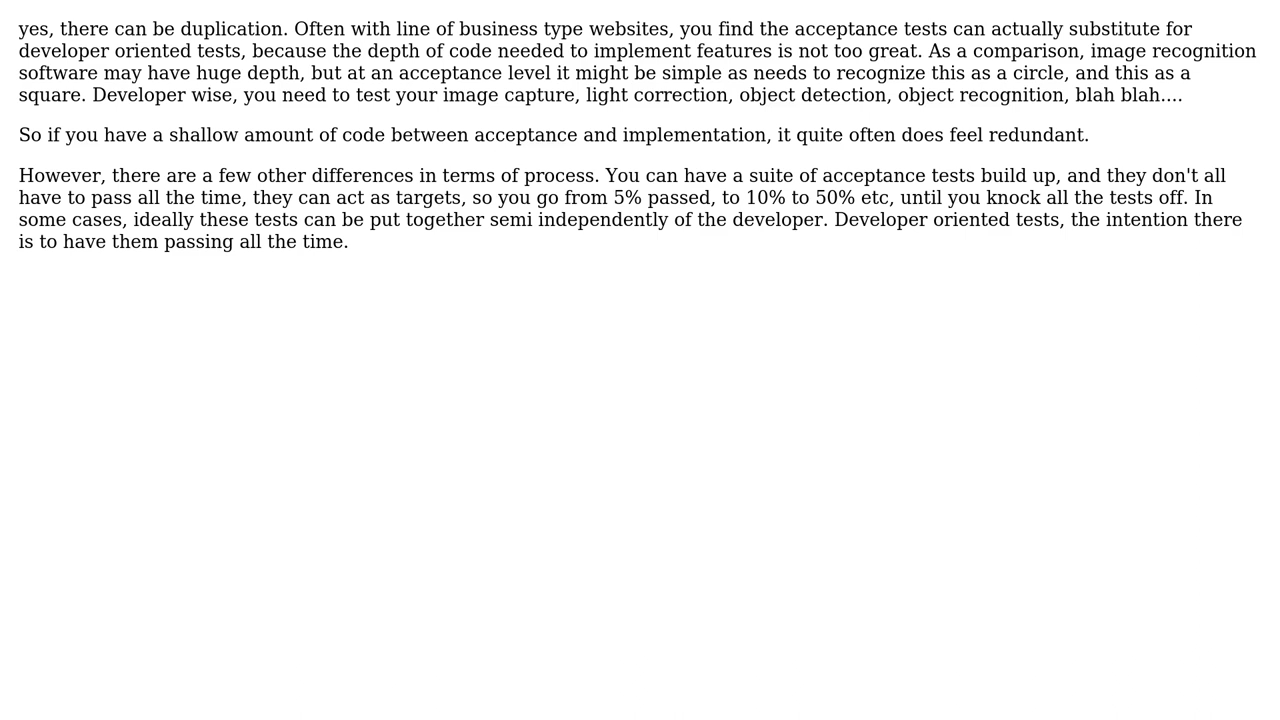 yes, there can be duplication. Often with line of business type websites, you find the acceptance tests can actually substitute for
developer oriented tests, because the depth of code needed to implement features is not too great. As a comparison, image recognition
software may have huge depth, but at an acceptance level it might be simple as needs to recognize this as a circle, and this as a
square. Developer wise, you need to test your image capture, light correction, object detection, object recognition, blah blah....
So if you have a shallow amount of code between acceptance and implementation, it quite often does feel redundant.
However, there are a few other differences in terms of process. You can have a suite of acceptance tests build up, and they don't all
have to pass all the time, they can act as targets, so you go from 5% passed, to 10% to 50% etc, until you knock all the tests off. In
some cases, ideally these tests can be put together semi independently of the developer. Developer oriented tests, the intention there
is to have them passing all the time.